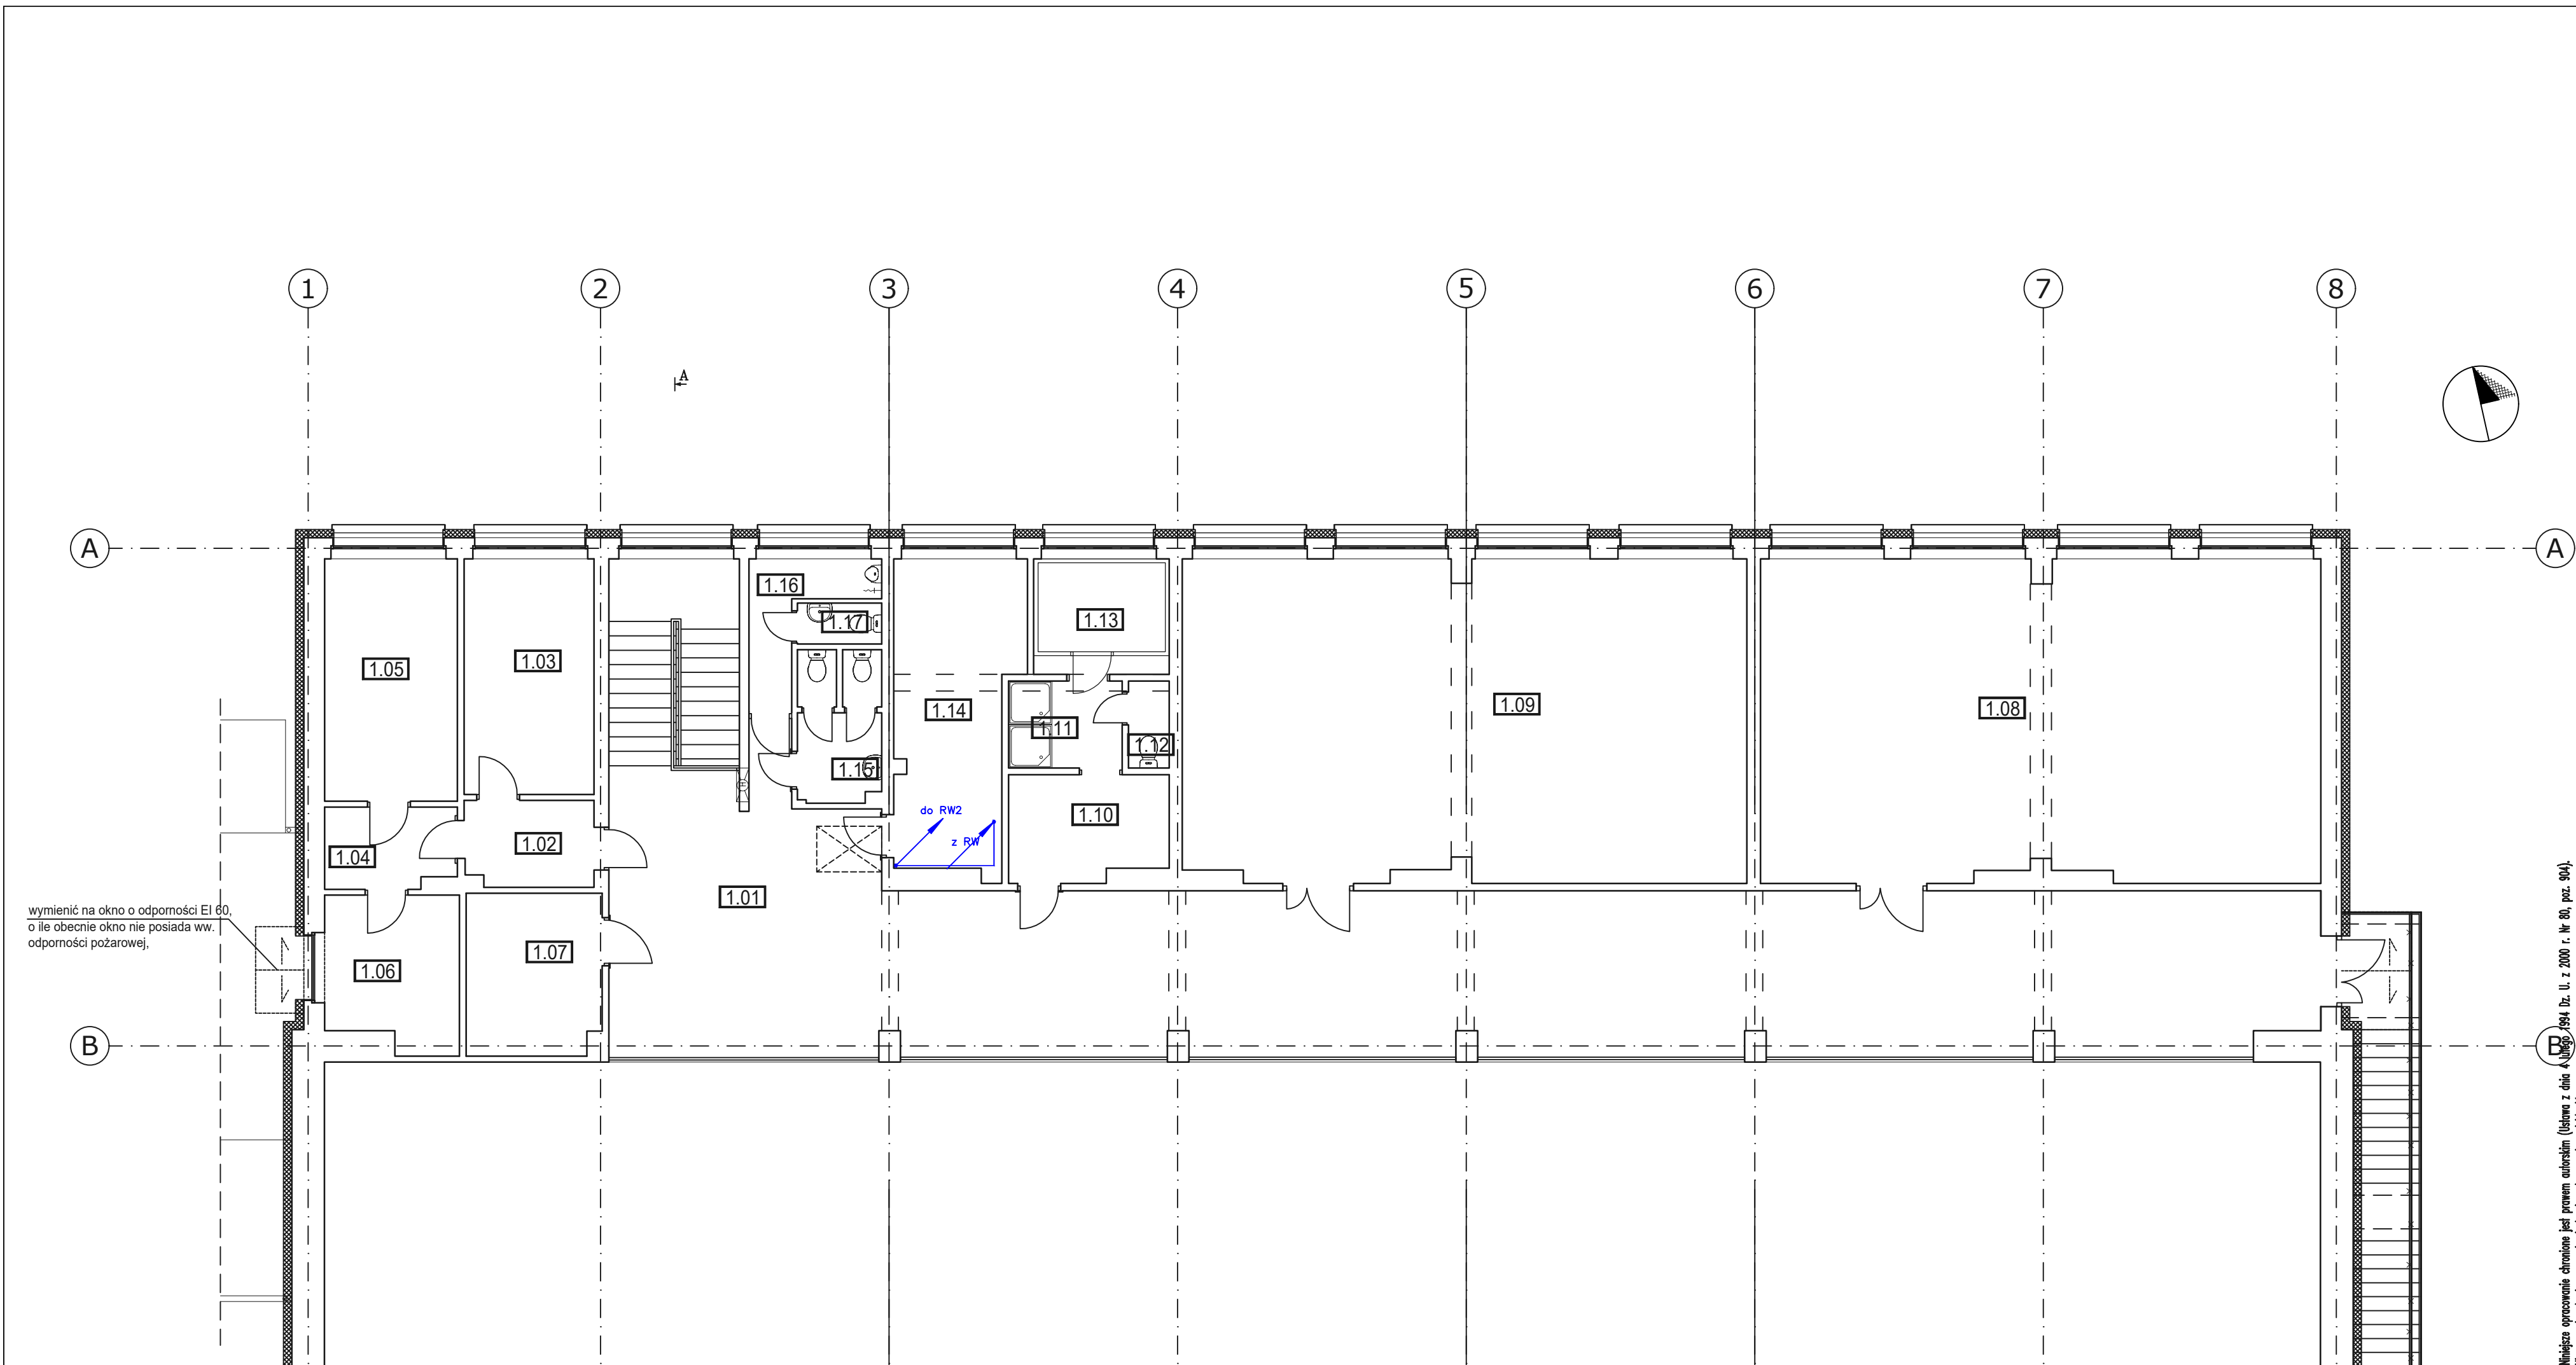 1
2
3
4
5
6
7
8
A
A
A
1.16
1.17
1.13
1.05
1.03
1.14
1.09
1.08
1.11
1.12
1.15
do RW2
z RW
1.10
1.02
1.04
1.01
wymienić na okno o odporności EI 60,
o ile obecnie okno nie posiada ww.
odporności pożarowej,
1.07
1.06
B
B
Niniejsze opracowanie chronione jest prawem autorskim (Ustawa z dnia 4 lutego 1994 Dz. U. z 2000 r. Nr 80, poz. 904).